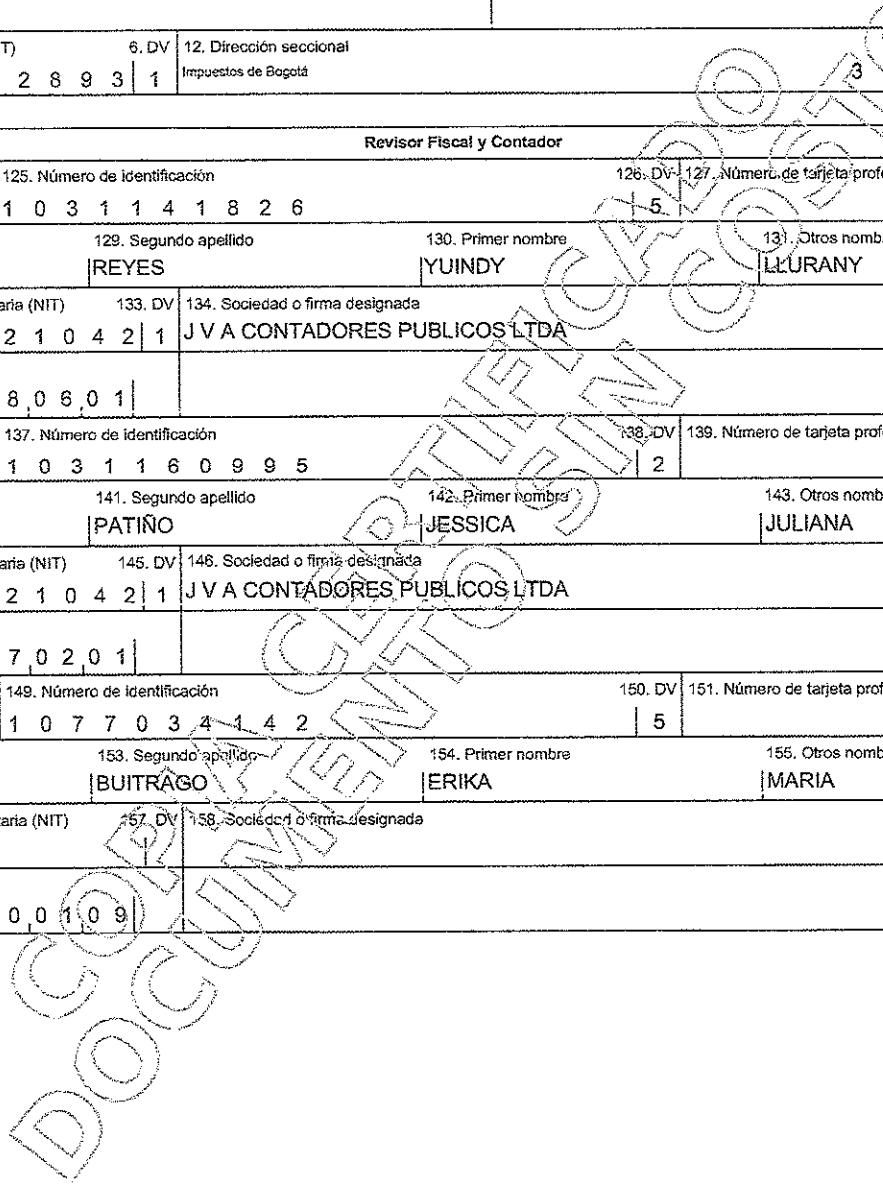 T) 6. DV 12. Dirección seccional
2 8 9 3 1 Impuestos de Bogotá 3
Revisor Fiscal y Contador
125. Número de identificación 126. DV 127. Número de tarjeta profe
1 0 3 1 1 4 1 8 2 6 5
129. Segundo apellido 130. Primer nombre 131. Otros nomb
REYES YUINDY LLURANY
aria (NIT) 133. DV 134. Sociedad o firma designada
2 1 0 4 2 1 J V A CONTADORES PUBLICOS LTDA
8 0 6 0 1
137. Número de identificación 138. DV 139. Número de tarjeta profe
1 0 3 1 1 6 0 9 9 5 2
141. Segundo apellido 142. Primer nombre 143. Otros nomb
PATIÑO JESSICA JULIANA
aria (NIT) 145. DV 146. Sociedad o firma designada
2 1 0 4 2 1 J V A CONTADORES PUBLICOS LTDA
7 0 2 0 1
149. Número de identificación 150. DV 151. Número de tarjeta prof
1 0 7 7 0 3 4 1 4 2 5
153. Segundo apellido 154. Primer nombre 155. Otros nomb
BUITRAGO ERIKA MARIA
taria (NIT) 157. DV 158. Sociedad o firma designada
0 0 1 0 9
COPIA CERTIFICADO
DOCUMENTO SIN COSTO